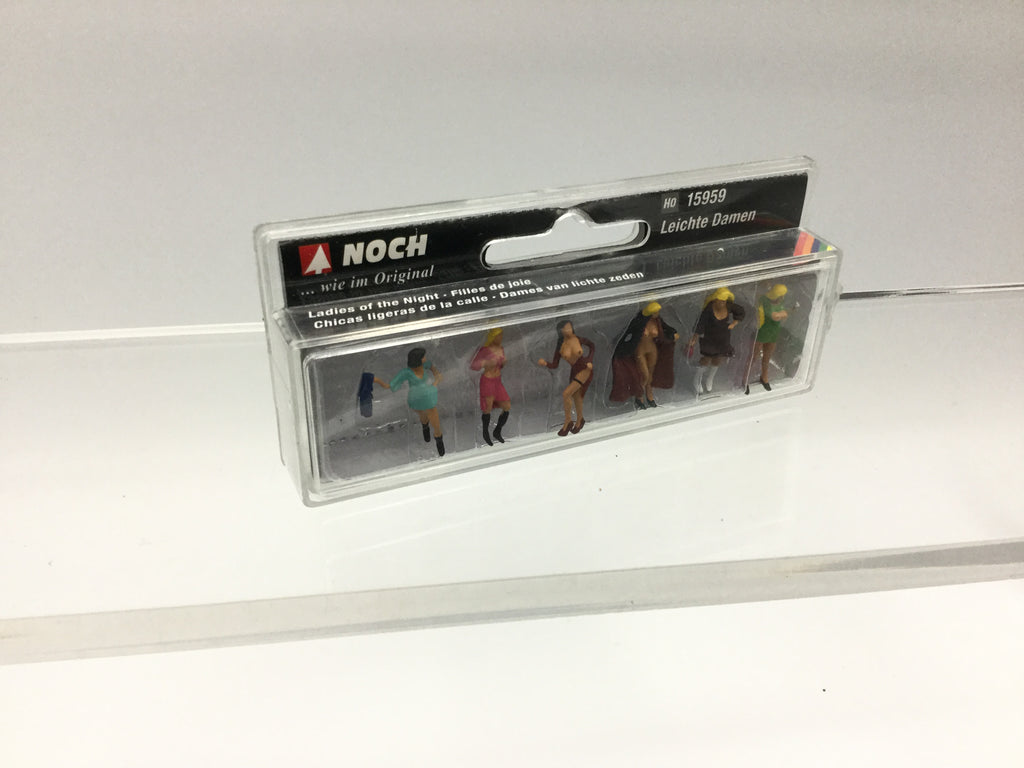 NOCH
... wie im Original
HO 15959
Leichte Damen
Ladies of the Night · Filles de joie
Chicas ligeras de la calle · Dames van lichte zeden